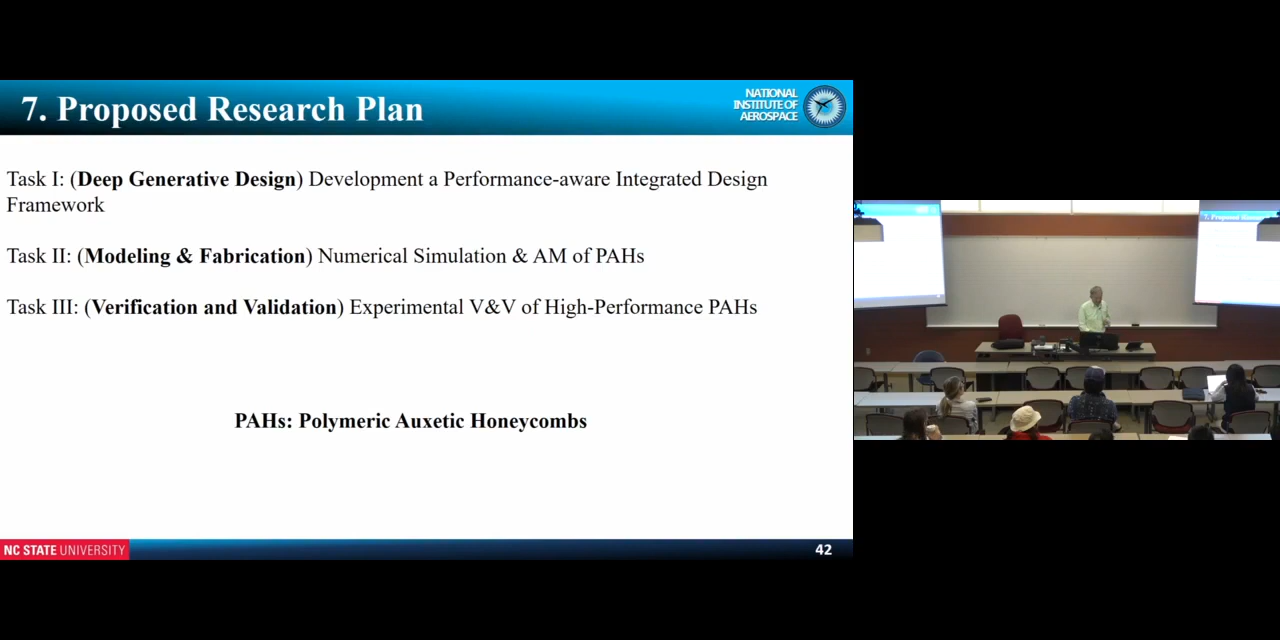 7. Proposed Research Plan
NATIONAL
INSTITUTE OF
AEROSPACE
Task I: (Deep Generative Design) Development a Performance-aware Integrated Design
Framework
Task II: (Modeling & Fabrication) Numerical Simulation & AM of PAHs
Task III: (Verification and Validation) Experimental V&V of High-Performance PAHs
PAHs: Polymeric Auxetic Honeycombs
NC STATE UNIVERSITY
42